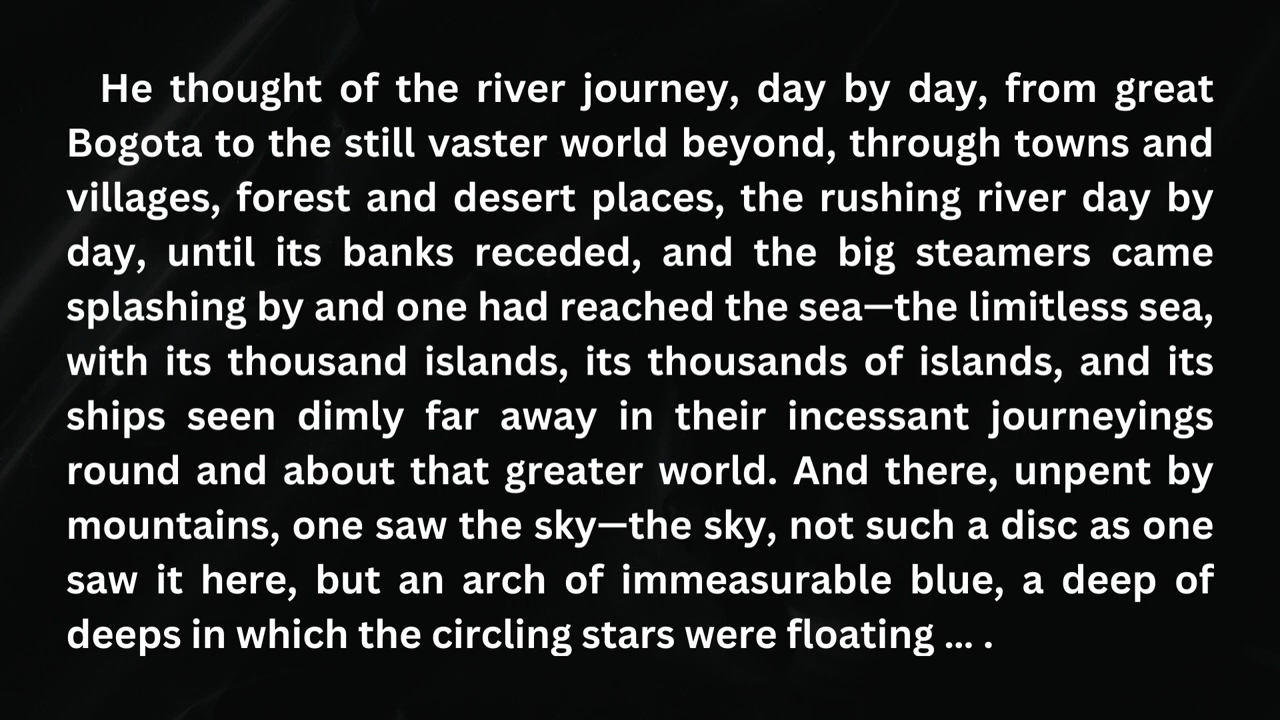 He thought of the river journey, day by day, from great
Bogota to the still vaster world beyond, through towns and
villages, forest and desert places, the rushing river day by
day, until its banks receded, and the big steamers came
splashing by and one had reached the sea—the limitless sea,
with its thousand islands, its thousands of islands, and its
ships seen dimly far away in their incessant journeyings
round and about that greater world. And there, unpent by
mountains, one saw the sky—the sky, not such a disc as one
saw it here, but an arch of immeasurable blue, a deep of
deeps in which the circling stars were floating ... .